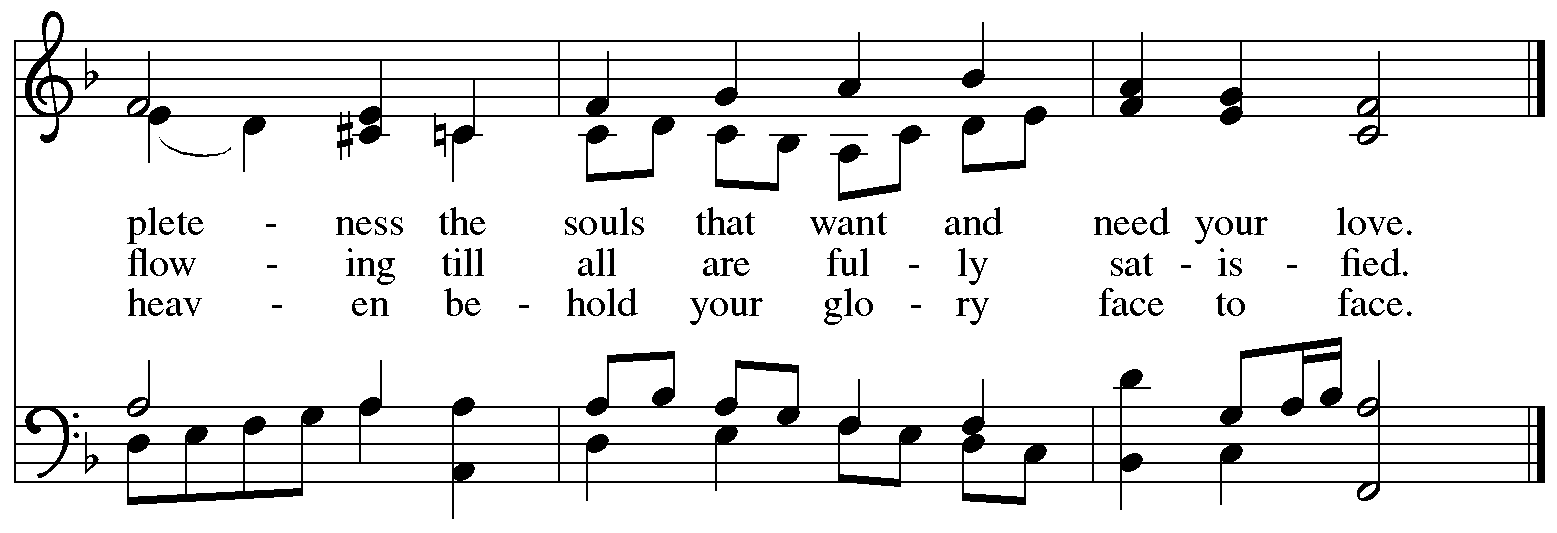 plete - ness the souls that want and need your love.
flow - ing till all are ful - ly sat - is - fied.
heav - en be - hold your glo - ry face to face.